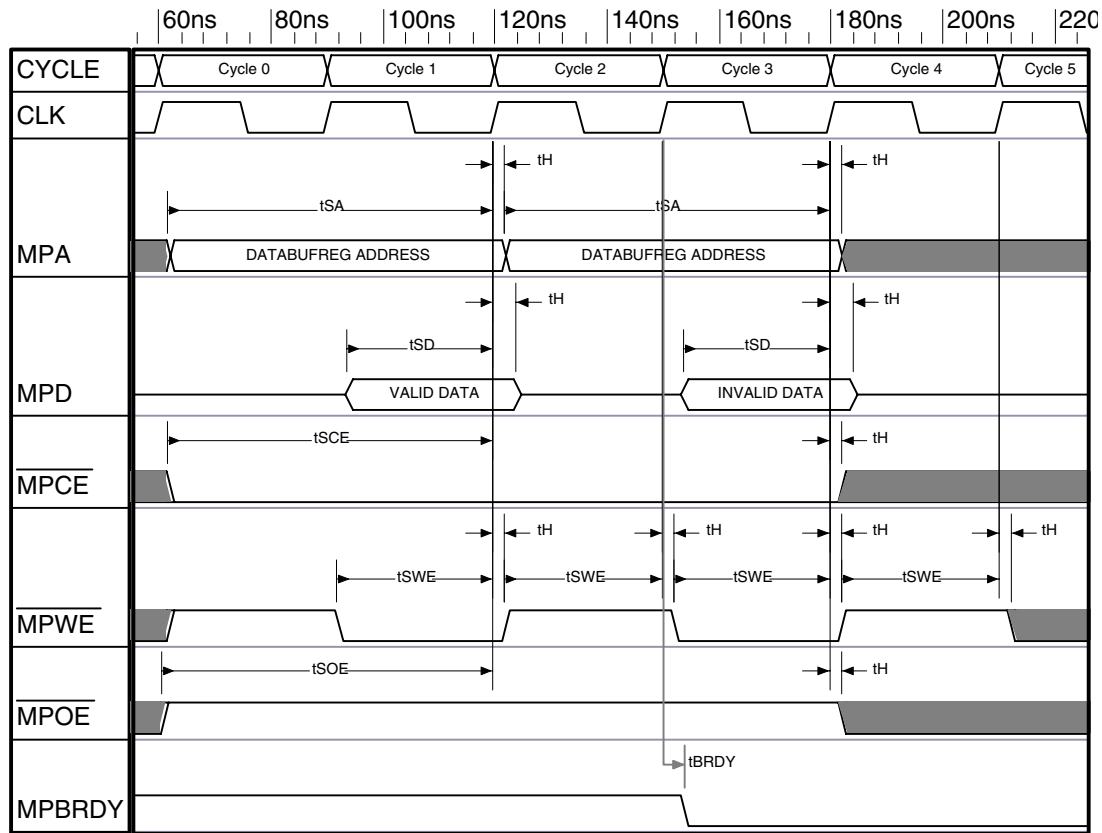 60ns 80ns 100ns 120ns 140ns 160ns 180ns 200ns 220
CYCLE Cycle 0 Cycle 1 Cycle 2 Cycle 3 Cycle 4 Cycle 5
CLK
tH tH
tSA tSA
MPA DATABUFREG ADDRESS DATABUFREG ADDRESS
tH tH
tSD tSD
MPD VALID DATA INVALID DATA
tSCE tH
MPCE
tH tH tH tH
tSWE tSWE tSWE tSWE
MPWE
tSOE tH
MPOE
tBRDY
MPBRDY